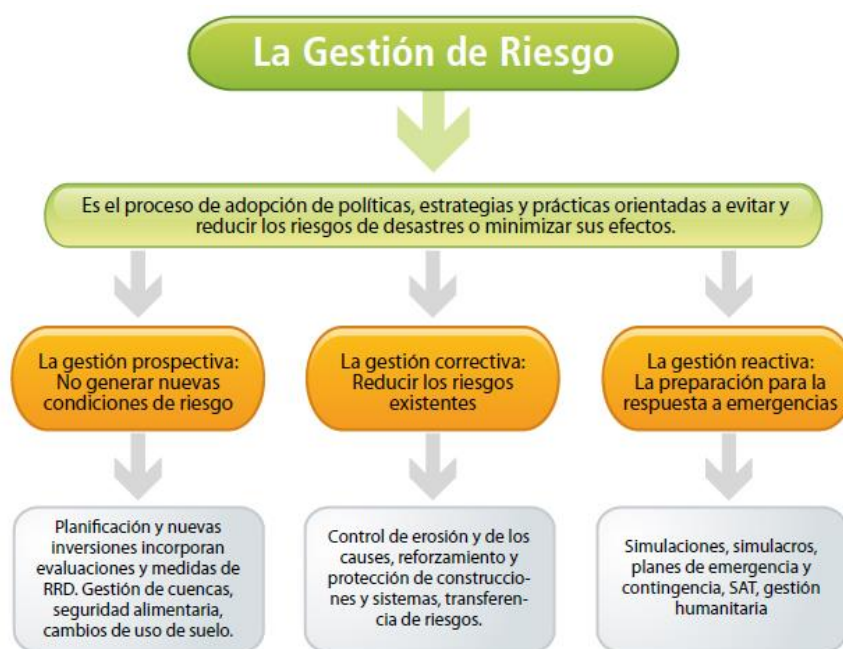 La Gestión de Riesgo
Es el proceso de adopción de políticas, estrategias y prácticas orientadas a evitar y
reducir los riesgos de desastres o minimizar sus efectos.
La gestión prospectiva:
No generar nuevas
condiciones de riesgo
La gestión correctiva:
Reducir los riesgos
existentes
La gestión reactiva:
La preparación para la
respuesta a emergencias
Planificación y nuevas
inversiones incorporan
evaluaciones y medidas de
RRD. Gestión de cuencas,
seguridad alimentaria,
cambios de uso de suelo.
Control de erosión y de los
causes, reforzamiento y
protección de construccio-
nes y sistemas, transferen-
cia de riesgos.
Simulaciones, simulacros,
planes de emergencia y
contingencia, SAT, gestión
humanitaria